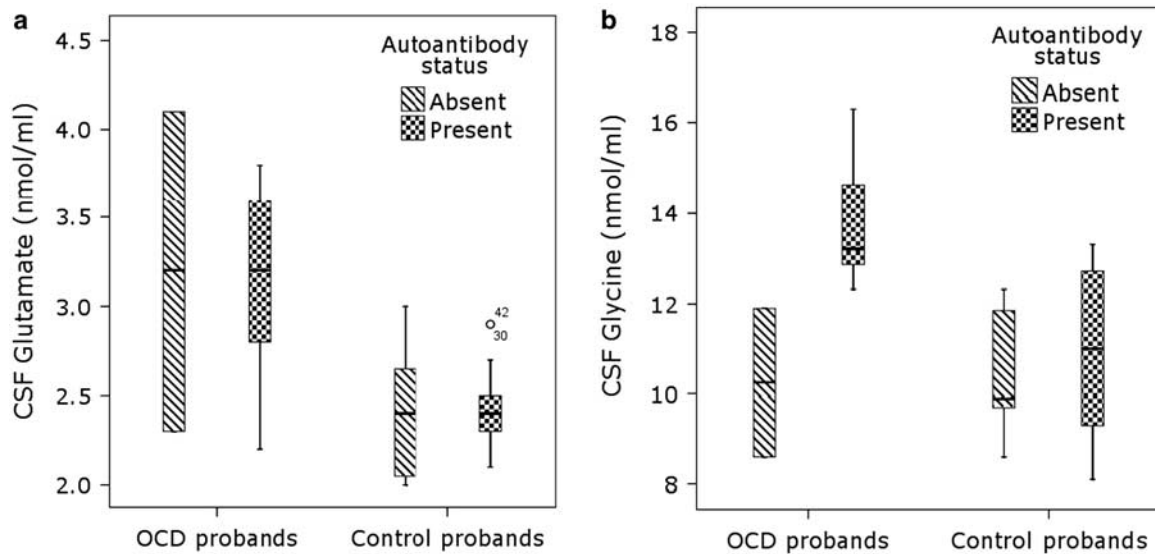 a
Autoantibody
status
Absent
Present
CSF Glutamate (nmol/ml)
4.5
4.0
3.5
3.0
2.5
2.0
42
30
OCD probands
Control probands
b
Autoantibody
status
Absent
Present
CSF Glycine (nmol/ml)
18
16
14
12
10
8
OCD probands
Control probands